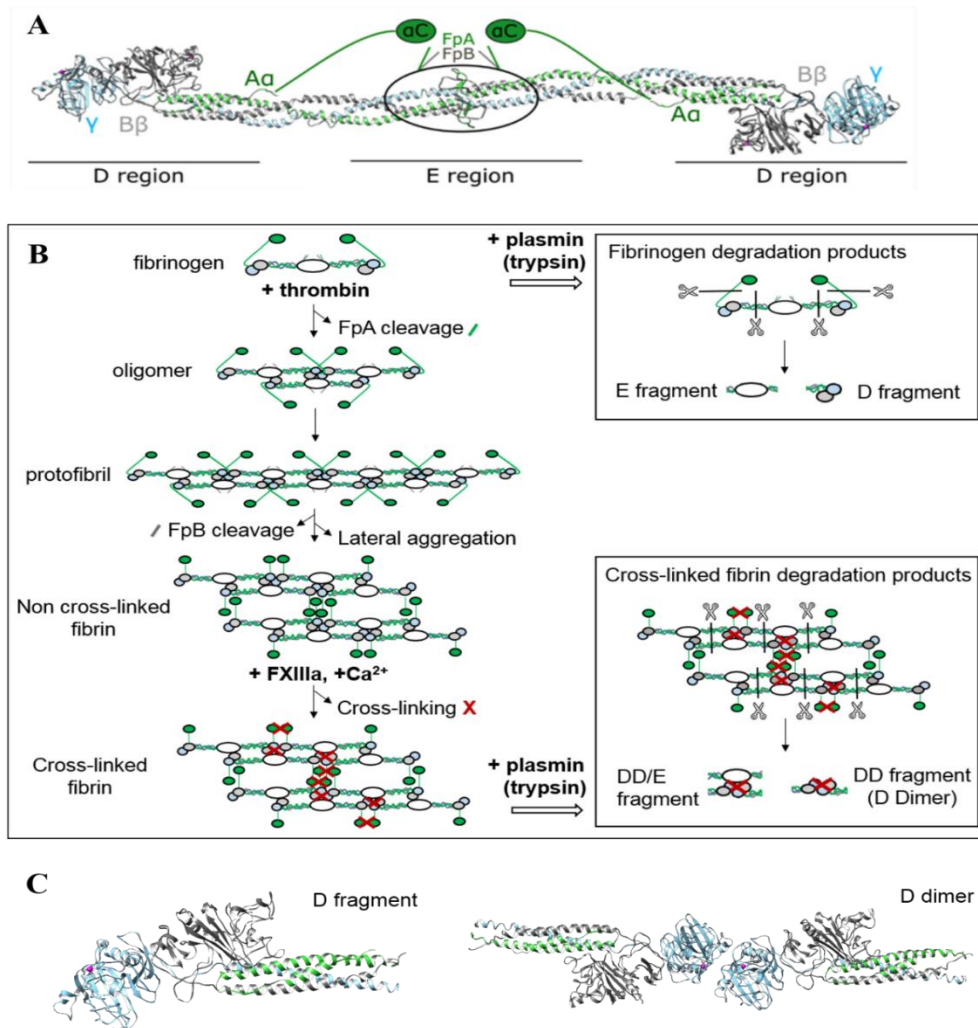 A
αC
αC
FpA
FpB
Aα
Bβ
γ
Bβ
γ
Aα
D region
E region
D region
B
fibrinogen
+ thrombin
FpA cleavage
oligomer
protofibril
FpB cleavage
Lateral aggregation
Non cross-linked
fibrin
+ FXIIIa, +Ca²⁺
Cross-linking X
Cross-linked
fibrin
+ plasmin
(trypsin)
Fibrinogen degradation products
E fragment
D fragment
+ plasmin
(trypsin)
Cross-linked fibrin degradation products
DD/E
fragment
DD fragment
(D Dimer)
C
D fragment
D dimer